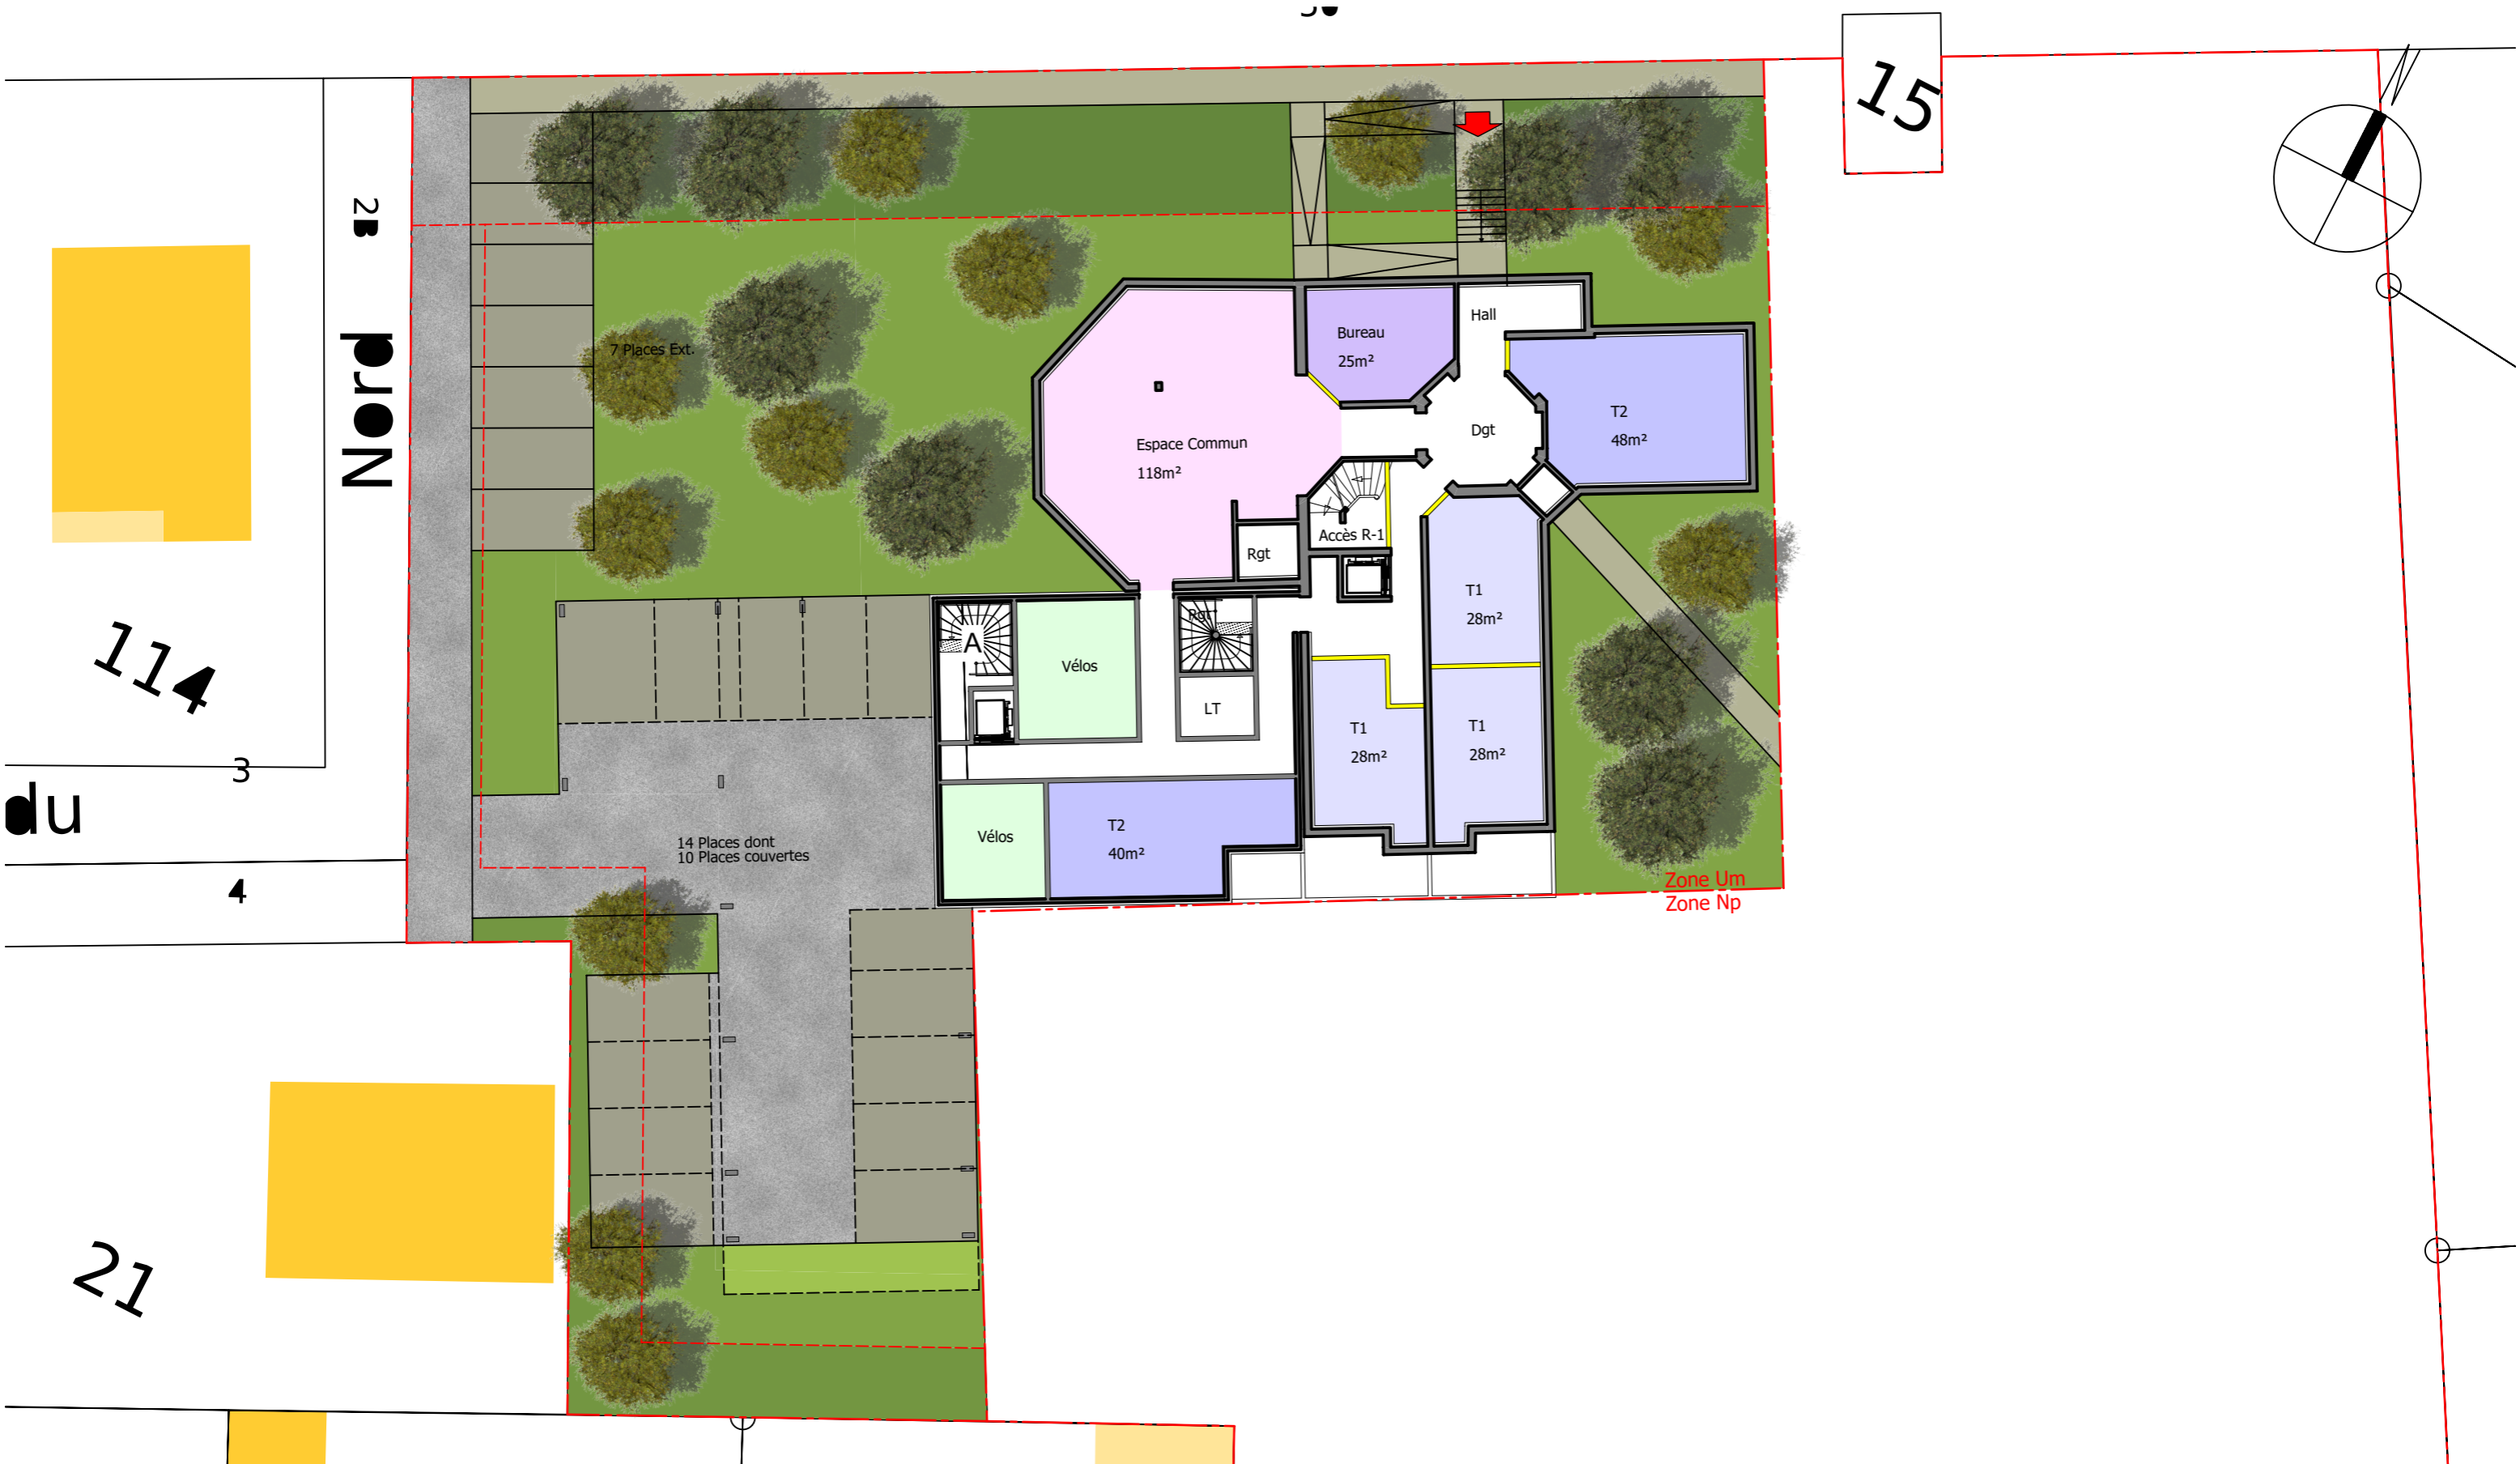 15
2B
Nord
114
3
du
4
21
7 Places Ext.
Espace Commun
118m²
Bureau
25m²
Hall
T2
48m²
Dgt
Accès R-1
Rgt
Rgt
T1
28m²
A
Vélos
LT
T1
28m²
T1
28m²
Vélos
T2
40m²
14 Places dont
10 Places couvertes
Zone Um
Zone Np